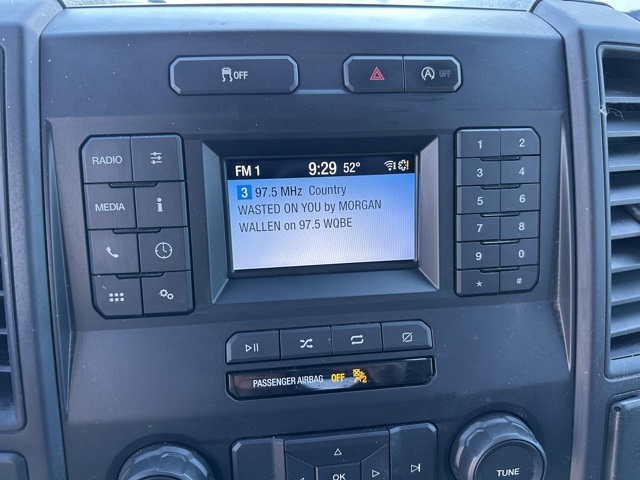 OFF
A OFF
RADIO
MEDIA
i
FM 1 9:29 52°
3 97.5 MHz Country
WASTED ON YOU by MORGAN
WALLEN on 97.5 WQBE
1 2
3 4
5 6
7 8
9 0
* #
PASSENGER AIRBAG OFF 2
OK
TUNE